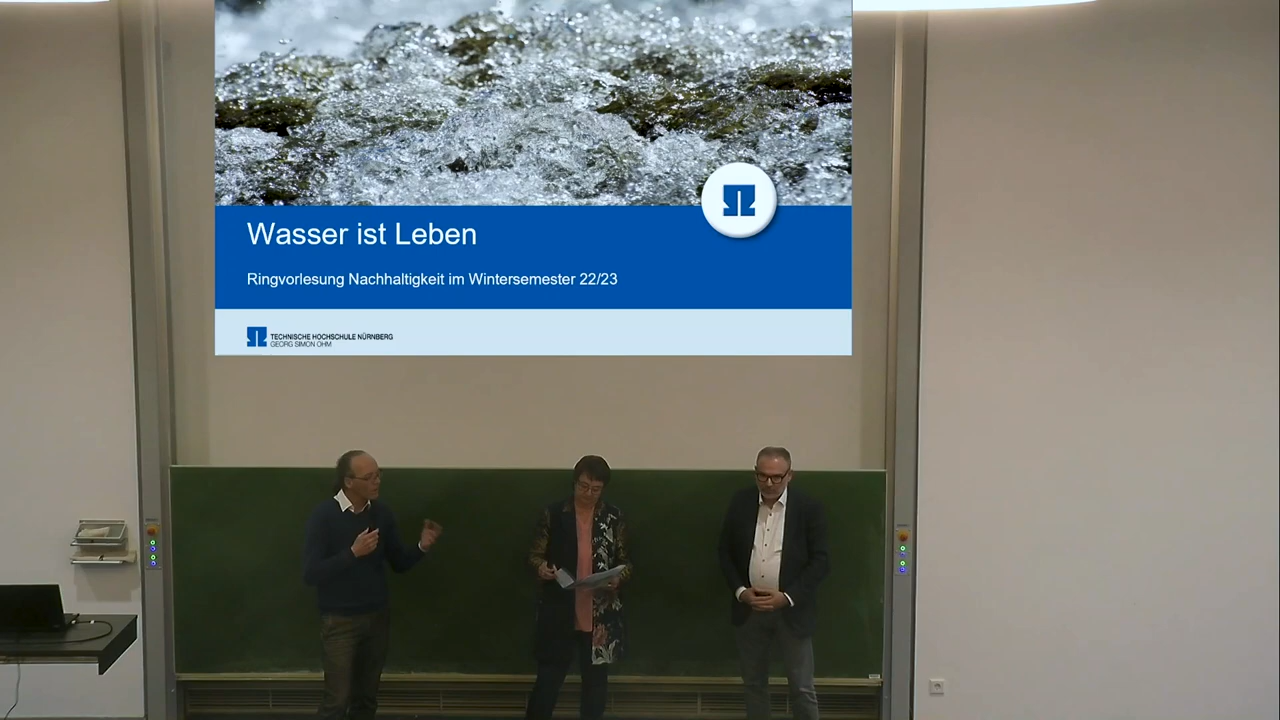 Wasser ist Leben
Ringvorlesung Nachhaltigkeit im Wintersemester 22/23
TECHNISCHE HOCHSCHULE NÜRNBERG
GEORG SIMON OHM